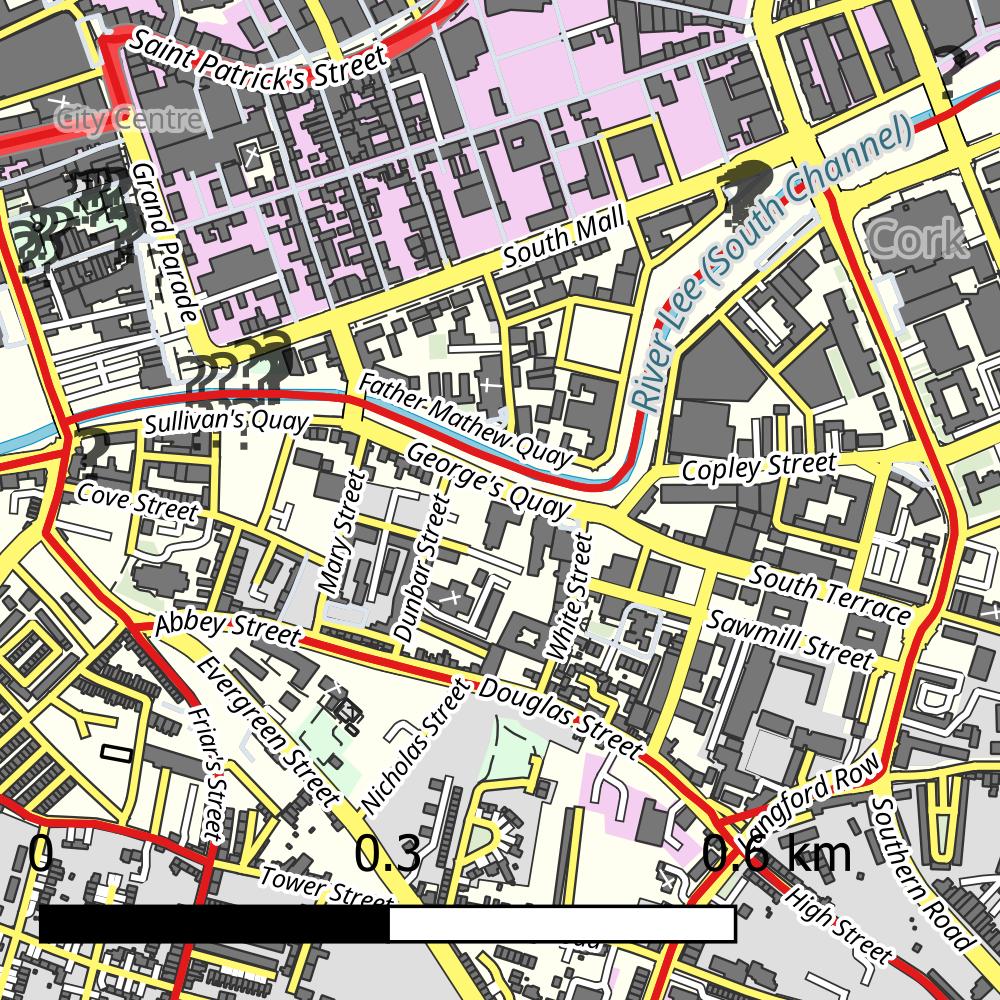 Saint Patrick's Street
City Centre
Grand Parade
South Mall
River Lee (South Channel)
Cork
Father Mathew Quay
Sullivan's Quay
George's Quay
Copley Street
Cove Street
Mary Street
Dunbar Street
White Street
South Terrace
Sawmill Street
Abbey Street
Evergreen Street
Friar's Street
Nicholas Street
Douglas Street
Langford Row
Southern Road
High Street
Tower Street
0
0.3
0.6 km